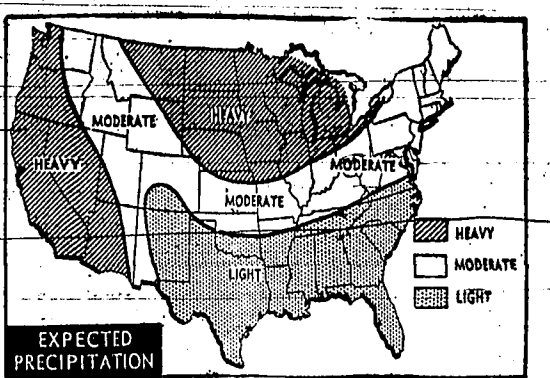 MODERATE
HEAVY
HEAVY
MODERATE
MODERATE
LIGHT
HEAVY
MODERATE
LIGHT
EXPECTED
PRECIPITATION